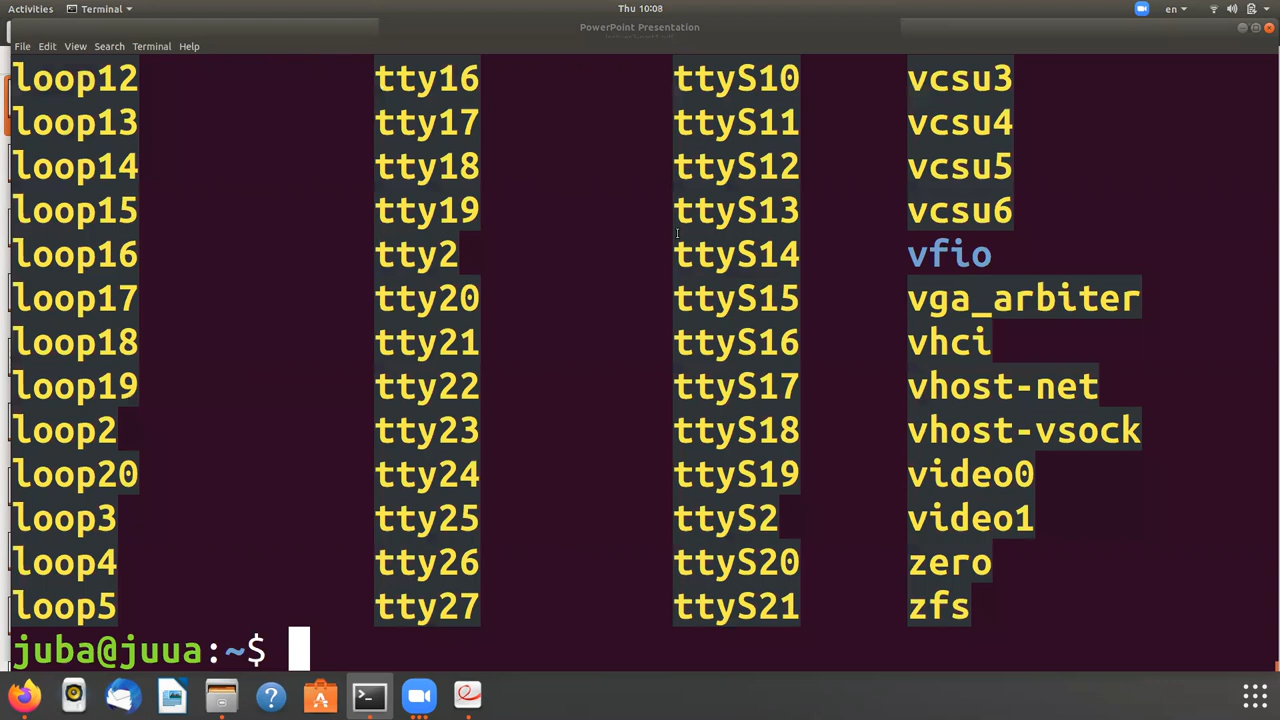 Activities Terminal Thu 10:08 en
PowerPoint Presentation
File Edit View Search Terminal Help
loop12 tty16 ttyS10 vcsu3
loop13 tty17 ttyS11 vcsu4
loop14 tty18 ttyS12 vcsu5
loop15 tty19 ttyS13 vcsu6
loop16 tty2 ttyS14 vfio
loop17 tty20 ttyS15 vga_arbiter
loop18 tty21 ttyS16 vhci
loop19 tty22 ttyS17 vhost-net
loop2 tty23 ttyS18 vhost-vsock
loop20 tty24 ttyS19 video0
loop3 tty25 ttyS2 video1
loop4 tty26 ttyS20 zero
loop5 tty27 ttyS21 zfs
juba@juua:~$